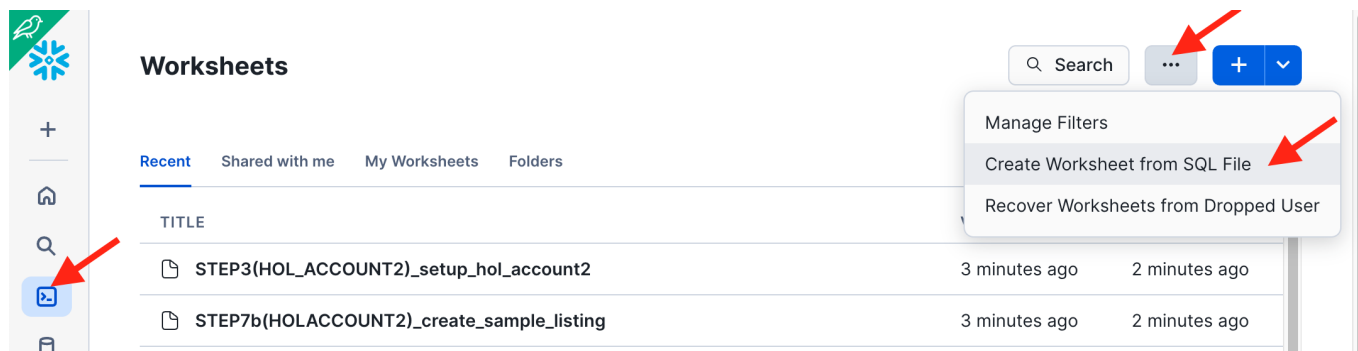 Worksheets
Search
Manage Filters
Create Worksheet from SQL File
Recover Worksheets from Dropped User
Recent Shared with me My Worksheets Folders
TITLE
STEP3(HOL_ACCOUNT2)_setup_hol_account2 3 minutes ago 2 minutes ago
STEP7b(HOLACCOUNT2)_create_sample_listing 3 minutes ago 2 minutes ago